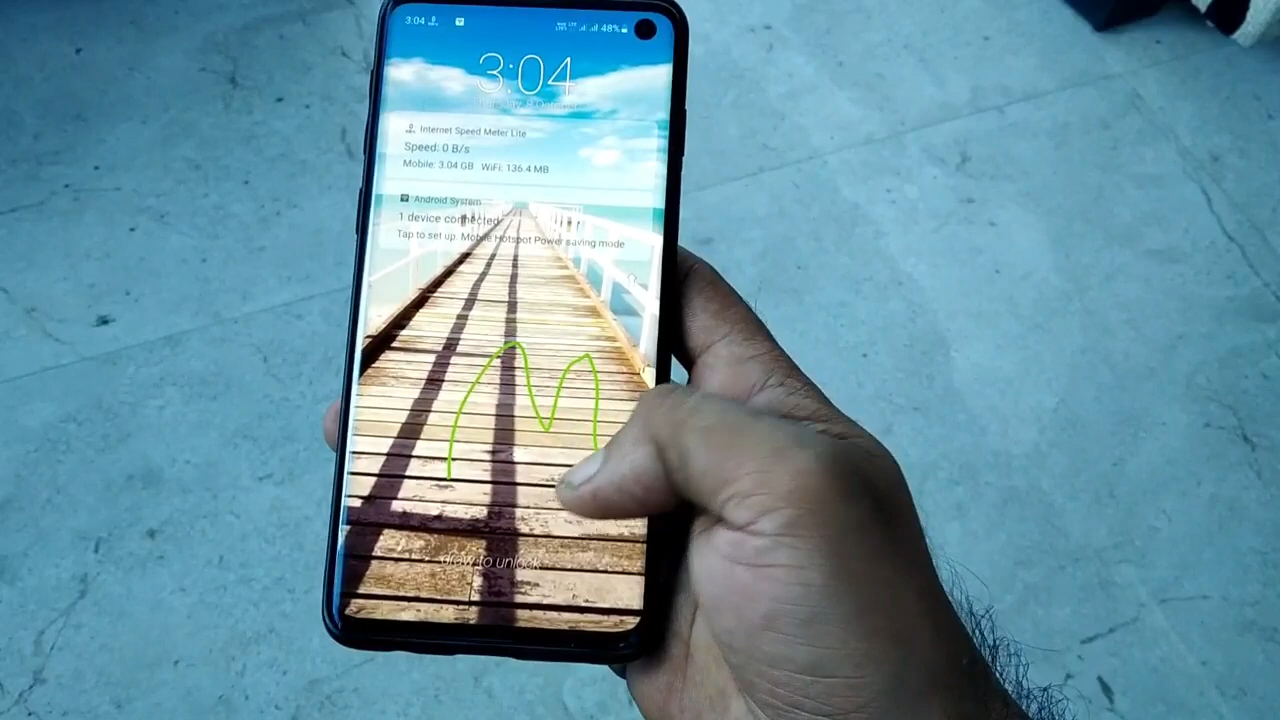 3:04
48%
3:04
Internet Speed Meter Lite
Speed: 0 B/s
Mobile: 3.04 GB WiFi: 136.4 MB
Android System
1 device connected
Tap to set up. Mobile Hotspot Power saving mode
M
draw to unlock